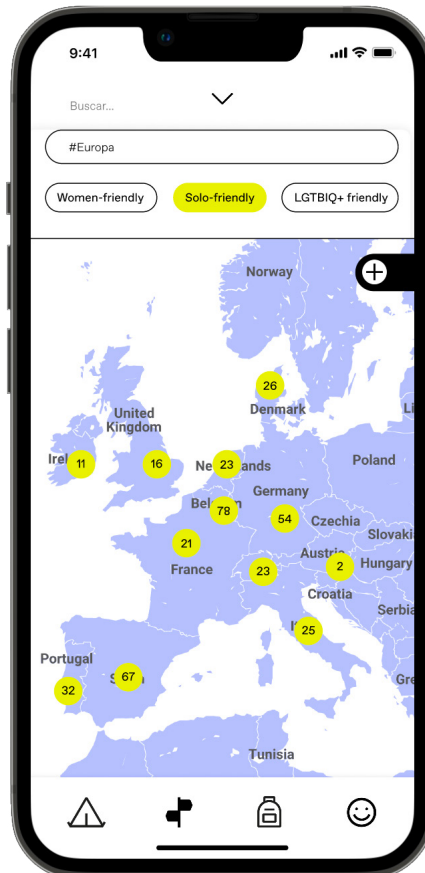 9:41
Buscar...
#Europa
Women-friendly
Solo-friendly
LGTBIQ+ friendly
Norway
26
Denmark
United
Kingdom
11
16
23
Poland
78
Germany
54
Czechia
21
France
23
2
Hungary
Croatia
25
Portugal
32
67
Tunisia